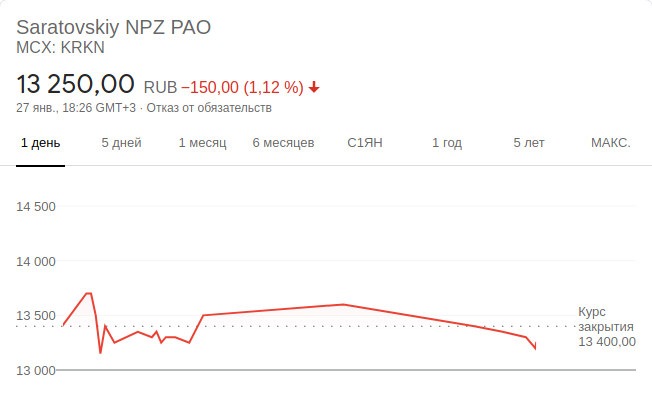 Saratovskiy NPZ PAO
MCX: KRKN
13 250,00 RUB −150,00 (1,12 %)
27 янв., 18:26 GMT+3 · Отказ от обязательств
1 день 5 дней 1 месяц 6 месяцев С1ЯН 1 год 5 лет МАКС.
14 500
14 000
13 500
13 000
Курс
закрытия
13 400,00